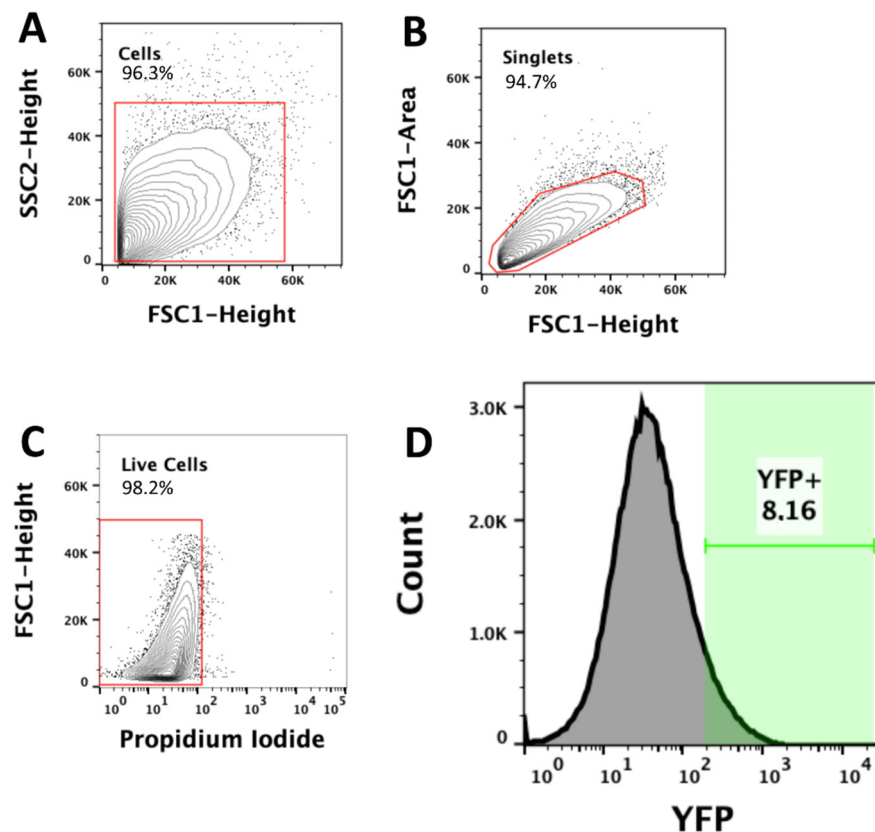 A
Cells
96.3%
SSC2-Height
60K
40K
20K
0
0 20K 40K 60K
FSC1-Height
B
Singlets
94.7%
FSC1-Area
60K
40K
20K
0
0 20K 40K 60K
FSC1-Height
C
Live Cells
98.2%
FSC1-Height
60K
40K
20K
0
10^0 10^1 10^2 10^3 10^4 10^5
Propidium Iodide
D
YFP+
8.16
Count
3.0K
2.0K
1.0K
0
10^0 10^1 10^2 10^3 10^4
YFP